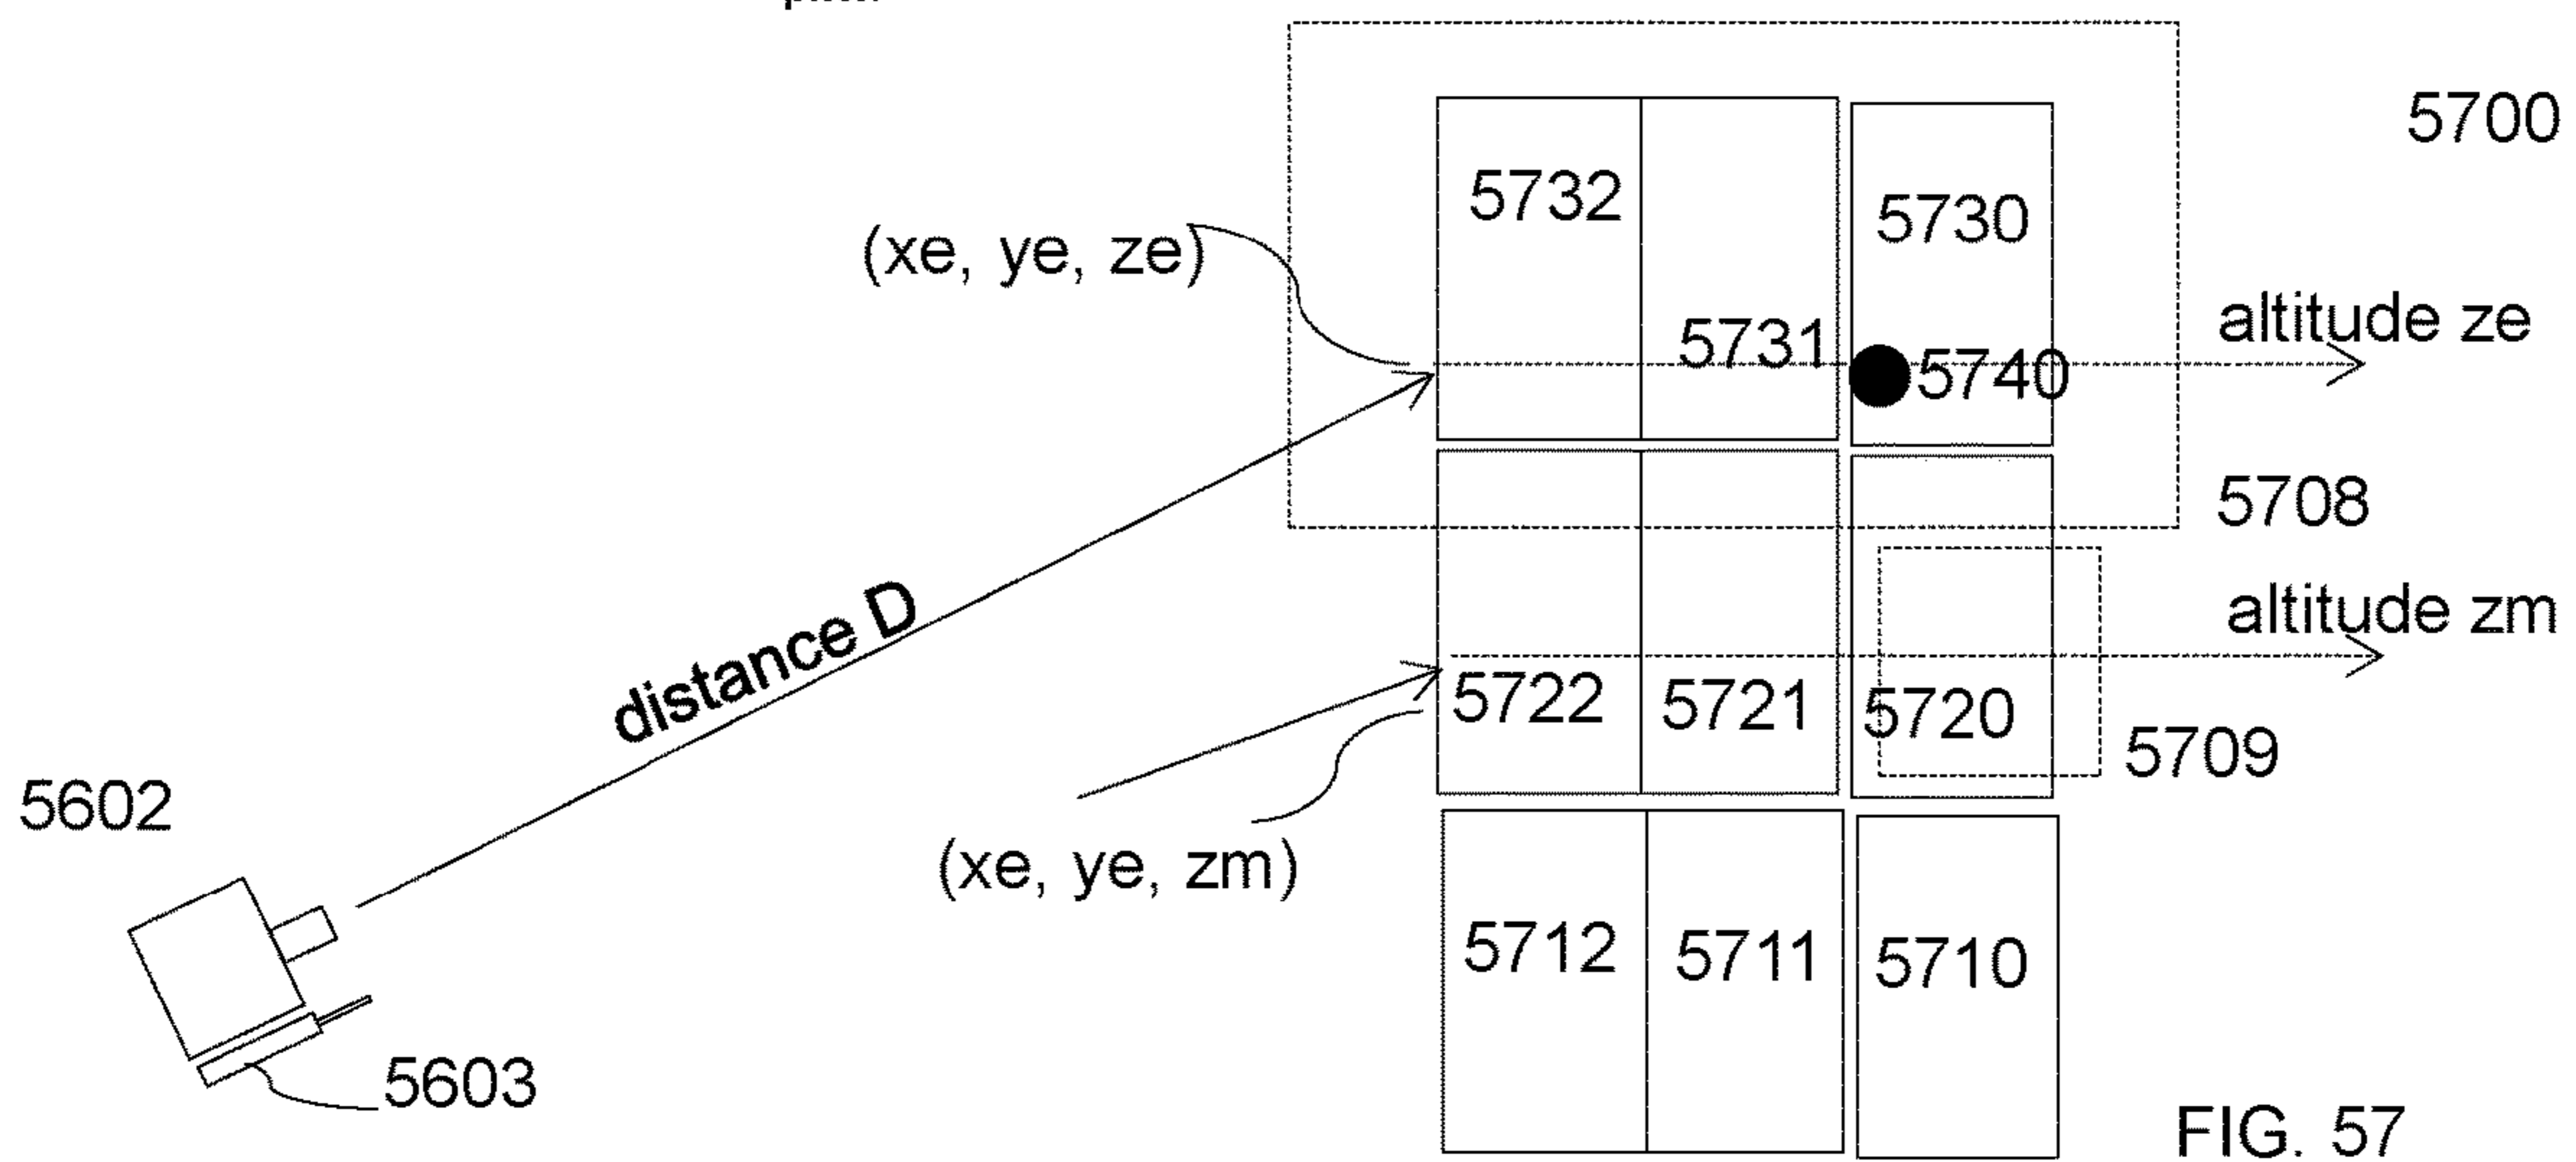 5700
5732
5730
(xe, ye, ze)
altitude ze
5731
5740
5708
distance D
altitude zm
5722
5721
5720
5709
5602
(xe, ye, zm)
5712
5711
5710
5603
FIG. 57